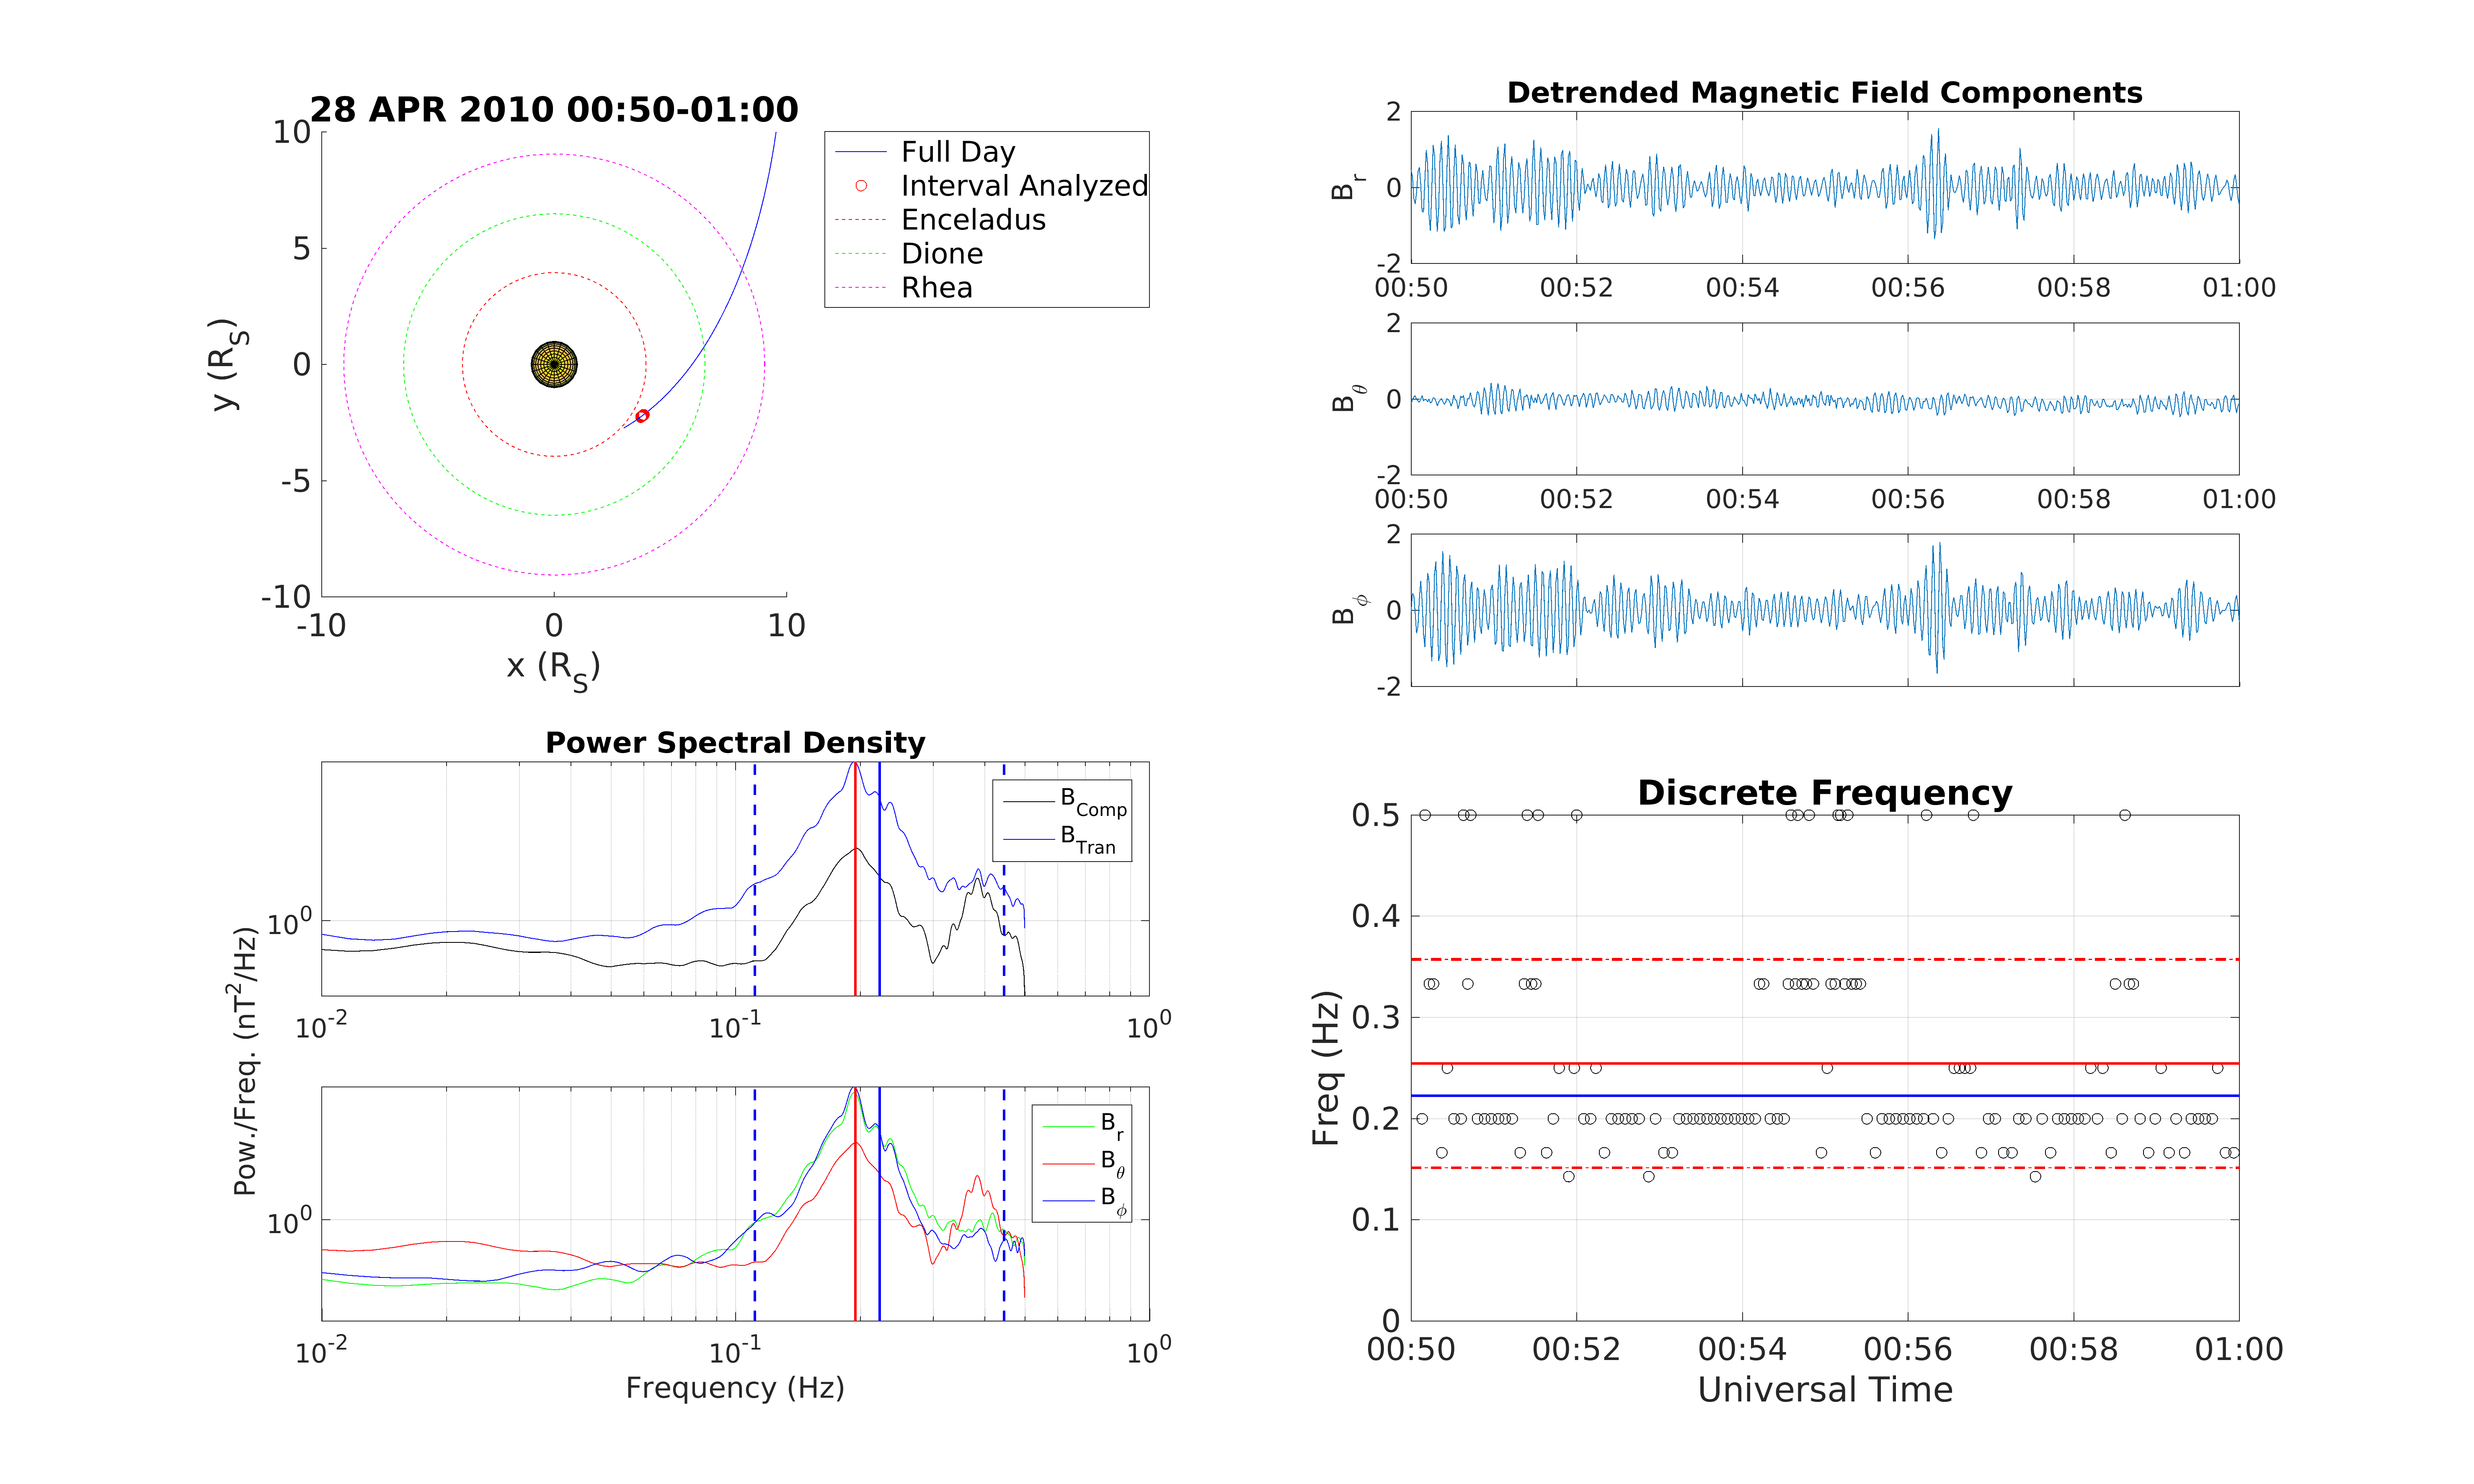 28 APR 2010 00:50-01:00
10
5
0
-5
-10
-10 0 10
y (R_S)
x (R_S)
Full Day
Interval Analyzed
Enceladus
Dione
Rhea
Detrended Magnetic Field Components
2
0
-2
B_r
00:50 00:52 00:54 00:56 00:58 01:00
2
0
-2
B_θ
00:50 00:52 00:54 00:56 00:58 01:00
2
0
-2
B_ϕ
Power Spectral Density
B_Comp
B_Tran
10^0
10^-2 10^-1 10^0
Pow./Freq. (nT^2/Hz)
B_r
B_θ
B_ϕ
10^0
10^-2 10^-1 10^0
Frequency (Hz)
Discrete Frequency
0.5
0.4
0.3
0.2
0.1
0
Freq (Hz)
00:50 00:52 00:54 00:56 00:58 01:00
Universal Time